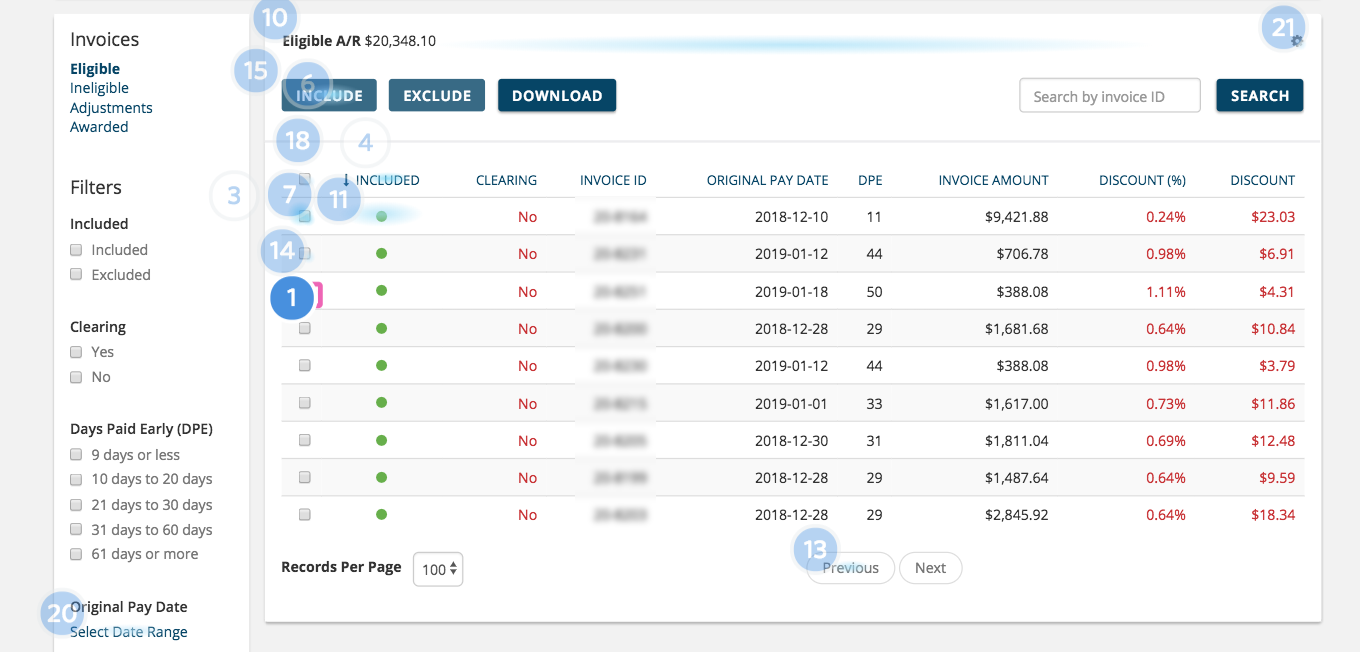 10
21
Invoices
Eligible A/R $20,348.10
Eligible
Ineligible
Adjustments
Awarded
15
6
INCLUDE EXCLUDE DOWNLOAD Search by invoice ID SEARCH
18
4
Filters
3
7
11
↓ INCLUDED CLEARING INVOICE ID ORIGINAL PAY DATE DPE INVOICE AMOUNT DISCOUNT (%) DISCOUNT
No 2018-12-10 11 $9,421.88 0.24% $23.03
14
No 2019-01-12 44 $706.78 0.98% $6.91
1
No 2019-01-18 50 $388.08 1.11% $4.31
No 2018-12-28 29 $1,681.68 0.64% $10.84
No 2019-01-12 44 $388.08 0.98% $3.79
No 2019-01-01 33 $1,617.00 0.73% $11.86
No 2018-12-30 31 $1,811.04 0.69% $12.48
No 2018-12-28 29 $1,487.64 0.64% $9.59
No 2018-12-28 29 $2,845.92 0.64% $18.34
Included
Included
Excluded
Clearing
Yes
No
Days Paid Early (DPE)
9 days or less
10 days to 20 days
21 days to 30 days
31 days to 60 days
61 days or more
13
Records Per Page 100 Previous Next
20
Original Pay Date
Select Date Range